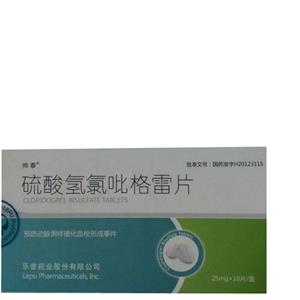 帅泰®
批准文号：国药准字H20123115
硫酸氢氯吡格雷片
CLOPIDOGREL BISULFATE TABLETS
预防动脉粥样硬化血栓形成事件
乐普药业股份有限公司
Lepu Pharmaceuticals, Inc.
25mg×10片/盒